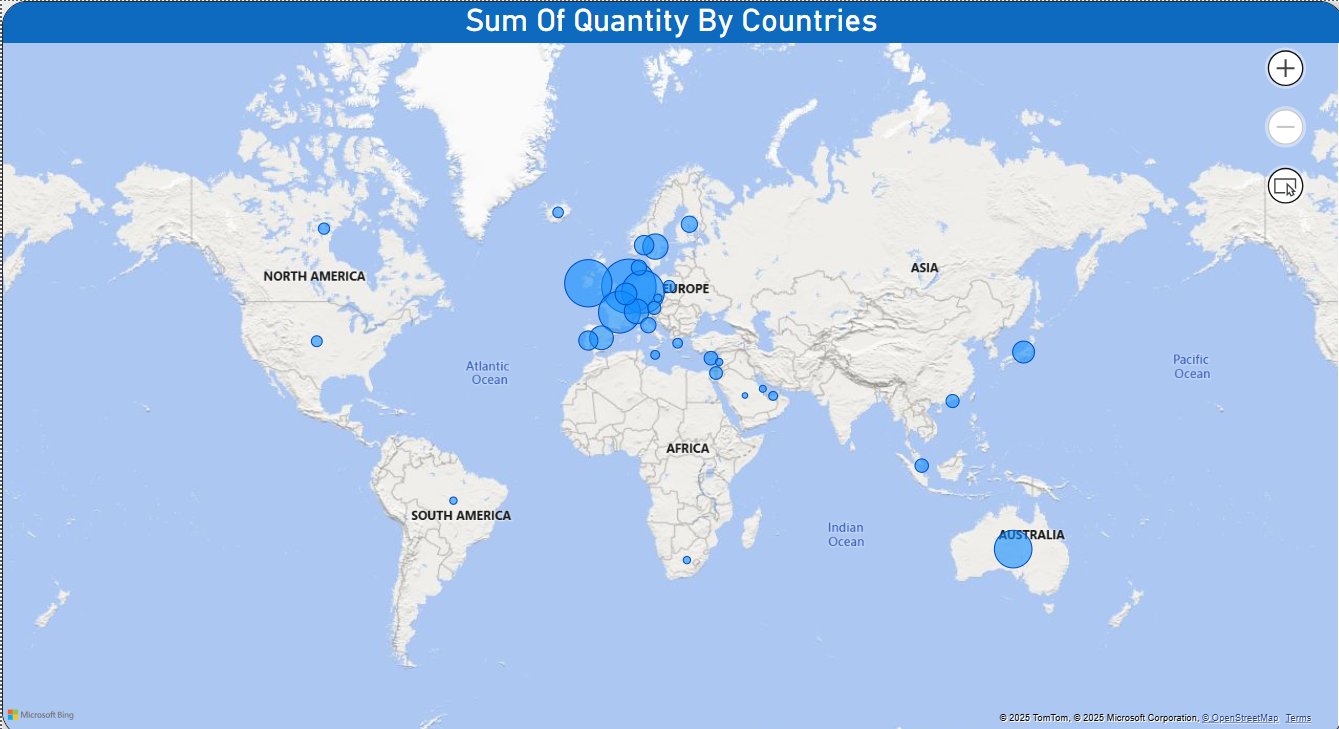 Sum Of Quantity By Countries
NORTH AMERICA
ASIA
EUROPE
Atlantic
Ocean
Pacific
Ocean
AFRICA
SOUTH AMERICA
Indian
Ocean
AUSTRALIA
Microsoft Bing
© 2025 TomTom, © 2025 Microsoft Corporation, © OpenStreetMap Terms